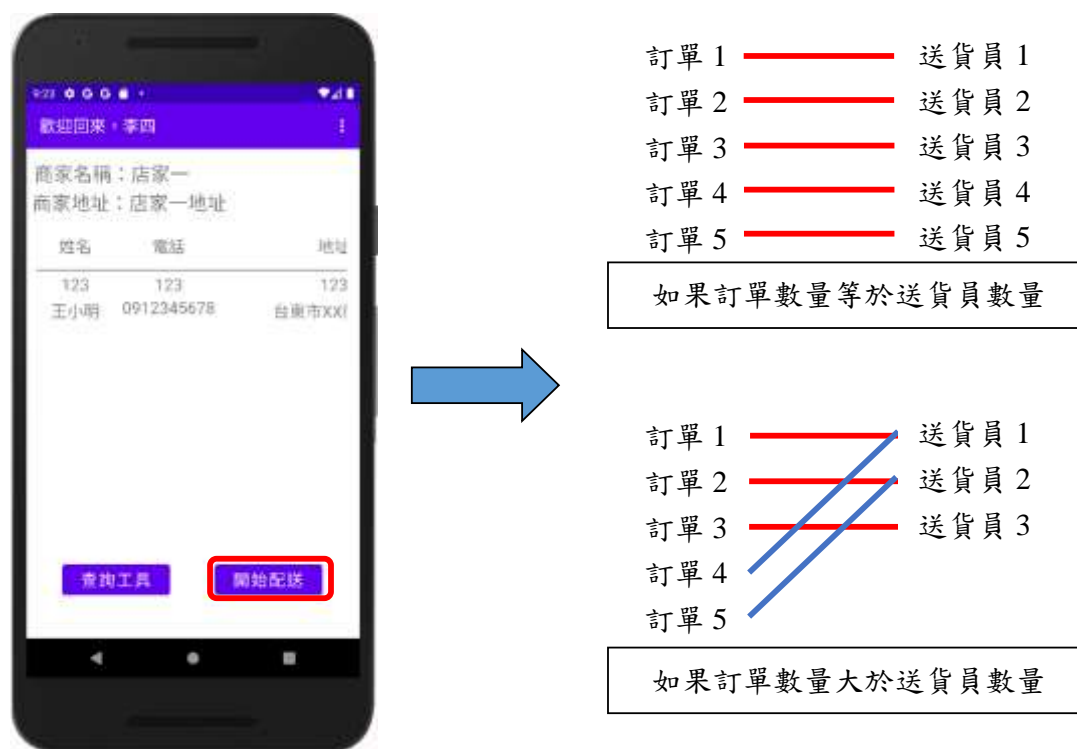 9:23
歡迎回來，李四
商家名稱：店家一
商家地址：店家一地址
姓名 電話 地址
123 123 123
王小明 0912345678 台東市XX
查詢工具 開始配送
訂單 1 送貨員 1
訂單 2 送貨員 2
訂單 3 送貨員 3
訂單 4 送貨員 4
訂單 5 送貨員 5
如果訂單數量等於送貨員數量
訂單 1 送貨員 1
訂單 2 送貨員 2
訂單 3 送貨員 3
訂單 4
訂單 5
如果訂單數量大於送貨員數量